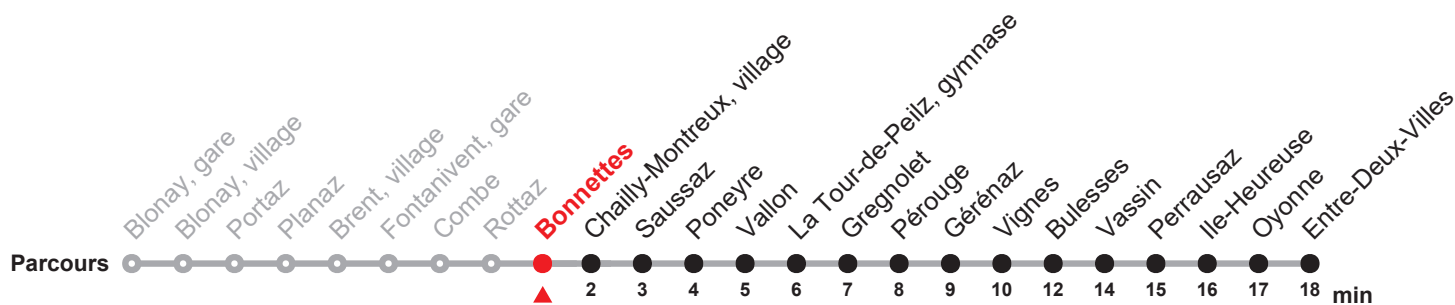 Parcours
Blonay, gare
Blonay, village
Portaz
Planaz
Brent, village
Fontanivent, gare
Combe
Rottaz
Bonnettes
Chailly-Montreux, village
Saussaz
Poneyre
Vallon
La Tour-de-Peilz, gymnase
Gregnolet
Pérouge
Gérénaz
Vignes
Bulesses
Vassin
Perrausaz
Ile-Heureuse
Oyonne
Entre-Deux-Villes
2 3 4 5 6 7 8 9 10 12 14 15 16 17 18 min